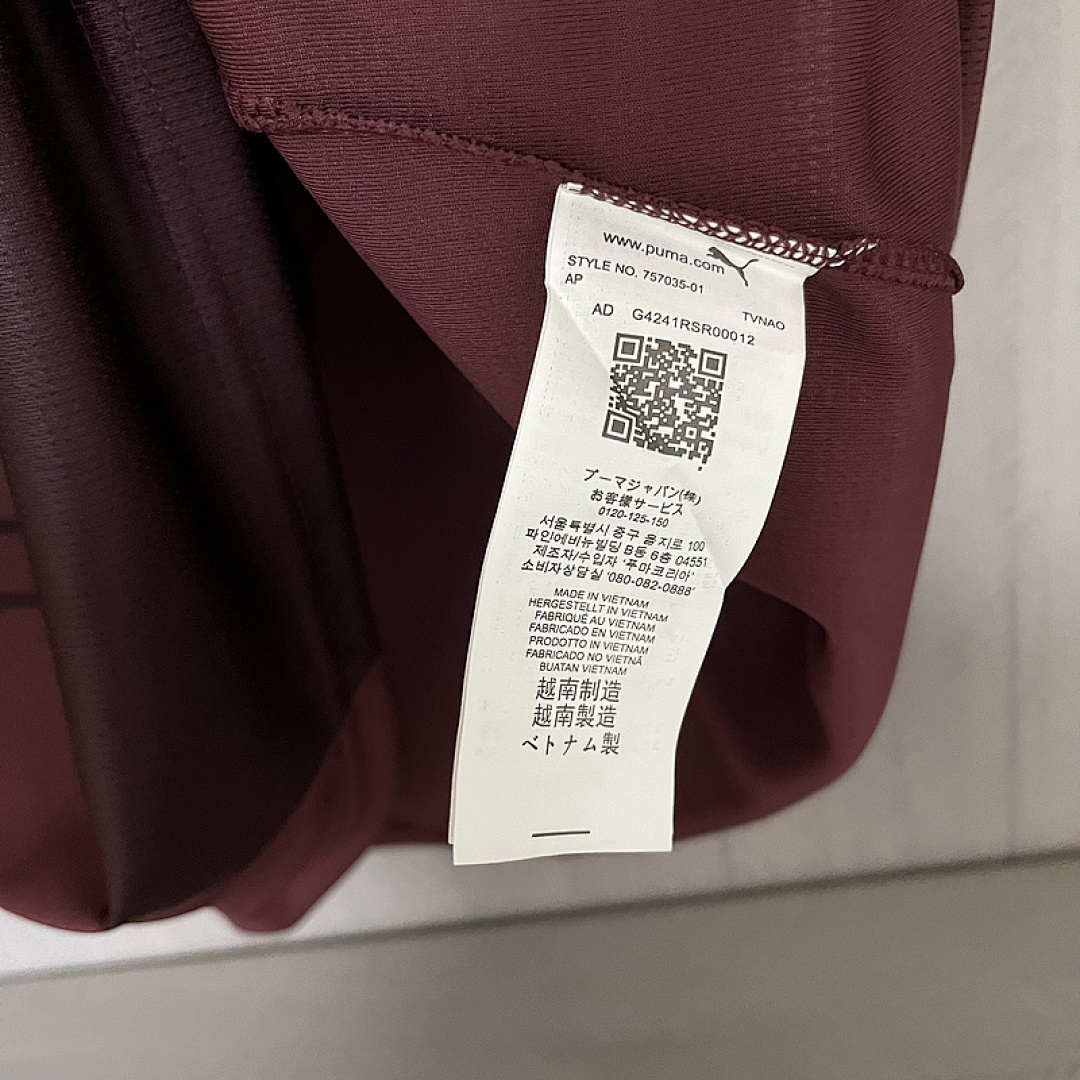 www.puma.com
STYLE NO. 757035-01
AP
TVNAO
AD G4241RSR00012
プーマジャパン(株)
お客様サービス
0120-125-150
서울특별시 중구 을지로 100
파인에비뉴빌딩 B동 6층 04551
제조자/수입자 '푸마코리아'
소비자상담실 '080-082-0888'
MADE IN VIETNAM
HERGESTELLT IN VIETNAM
FABRIQUÉ AU VIETNAM
FABRICADO EN VIETNAM
PRODOTTO IN VIETNAM
FABRICADO NO VIETNÃ
BUATAN VIETNAM
越南制造
越南製造
ベトナム製